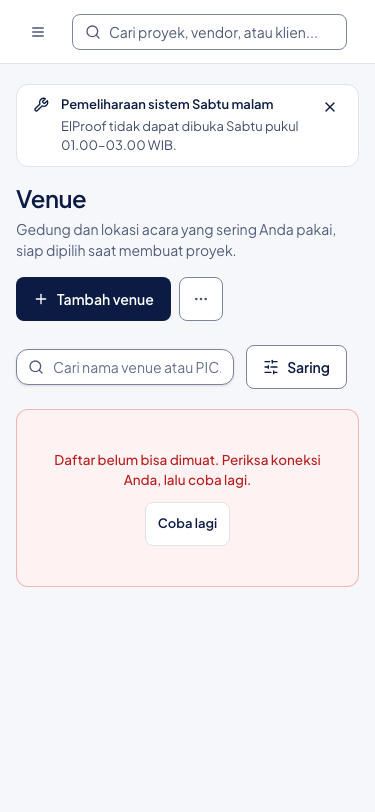 Cari proyek, vendor, atau klien...
Pemeliharaan sistem Sabtu malam
ElProof tidak dapat dibuka Sabtu pukul
01.00–03.00 WIB.
Venue
Gedung dan lokasi acara yang sering Anda pakai,
siap dipilih saat membuat proyek.
Tambah venue
Cari nama venue atau PIC.
Saring
Daftar belum bisa dimuat. Periksa koneksi
Anda, lalu coba lagi.
Coba lagi